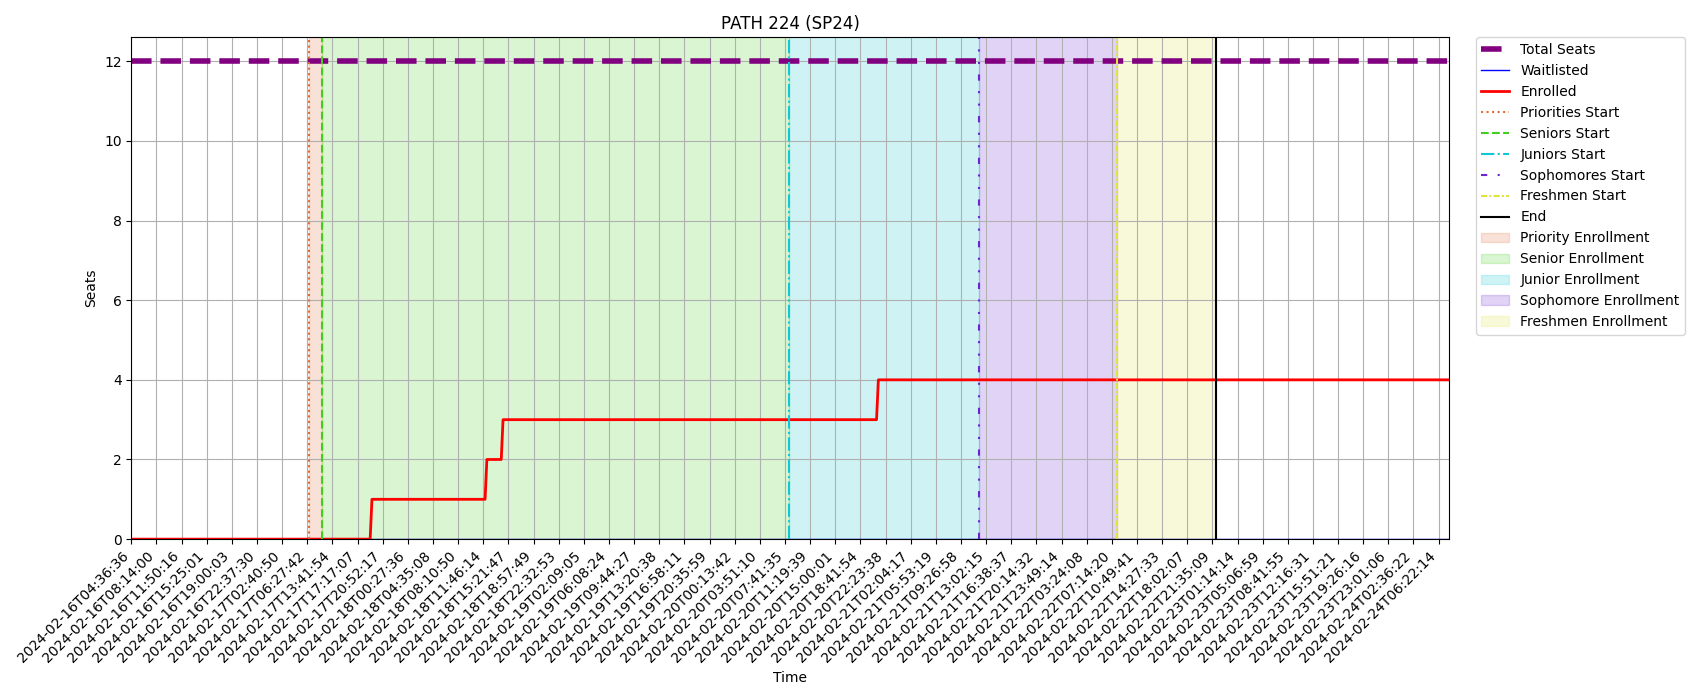 PATH 224 (SP24)
12
10
8
6
4
2
0
Seats
2024-02-16T04:36:36
2024-02-16T08:14:00
2024-02-16T11:50:16
2024-02-16T15:25:01
2024-02-16T19:00:03
2024-02-16T22:37:30
2024-02-17T02:40:50
2024-02-17T06:27:42
2024-02-17T13:41:54
2024-02-17T17:17:07
2024-02-17T20:52:17
2024-02-18T00:27:36
2024-02-18T04:35:08
2024-02-18T08:10:50
2024-02-18T11:46:14
2024-02-18T15:21:47
2024-02-18T18:57:49
2024-02-18T22:32:53
2024-02-19T02:09:05
2024-02-19T06:08:24
2024-02-19T09:44:27
2024-02-19T13:20:38
2024-02-19T16:58:11
2024-02-19T20:35:59
2024-02-20T00:13:42
2024-02-20T03:51:10
2024-02-20T07:41:35
2024-02-20T11:19:39
2024-02-20T15:00:01
2024-02-20T18:41:54
2024-02-20T22:23:38
2024-02-21T02:04:17
2024-02-21T05:53:19
2024-02-21T09:26:58
2024-02-21T13:02:15
2024-02-21T16:38:37
2024-02-21T20:14:32
2024-02-21T23:49:14
2024-02-22T03:24:08
2024-02-22T07:14:20
2024-02-22T10:49:41
2024-02-22T14:27:33
2024-02-22T18:02:07
2024-02-22T21:35:09
2024-02-23T01:14:14
2024-02-23T05:06:59
2024-02-23T08:41:55
2024-02-23T12:16:31
2024-02-23T15:51:21
2024-02-23T19:26:16
2024-02-23T23:01:06
2024-02-24T02:36:22
2024-02-24T06:22:14
Time
Total Seats
Waitlisted
Enrolled
Priorities Start
Seniors Start
Juniors Start
Sophomores Start
Freshmen Start
End
Priority Enrollment
Senior Enrollment
Junior Enrollment
Sophomore Enrollment
Freshmen Enrollment